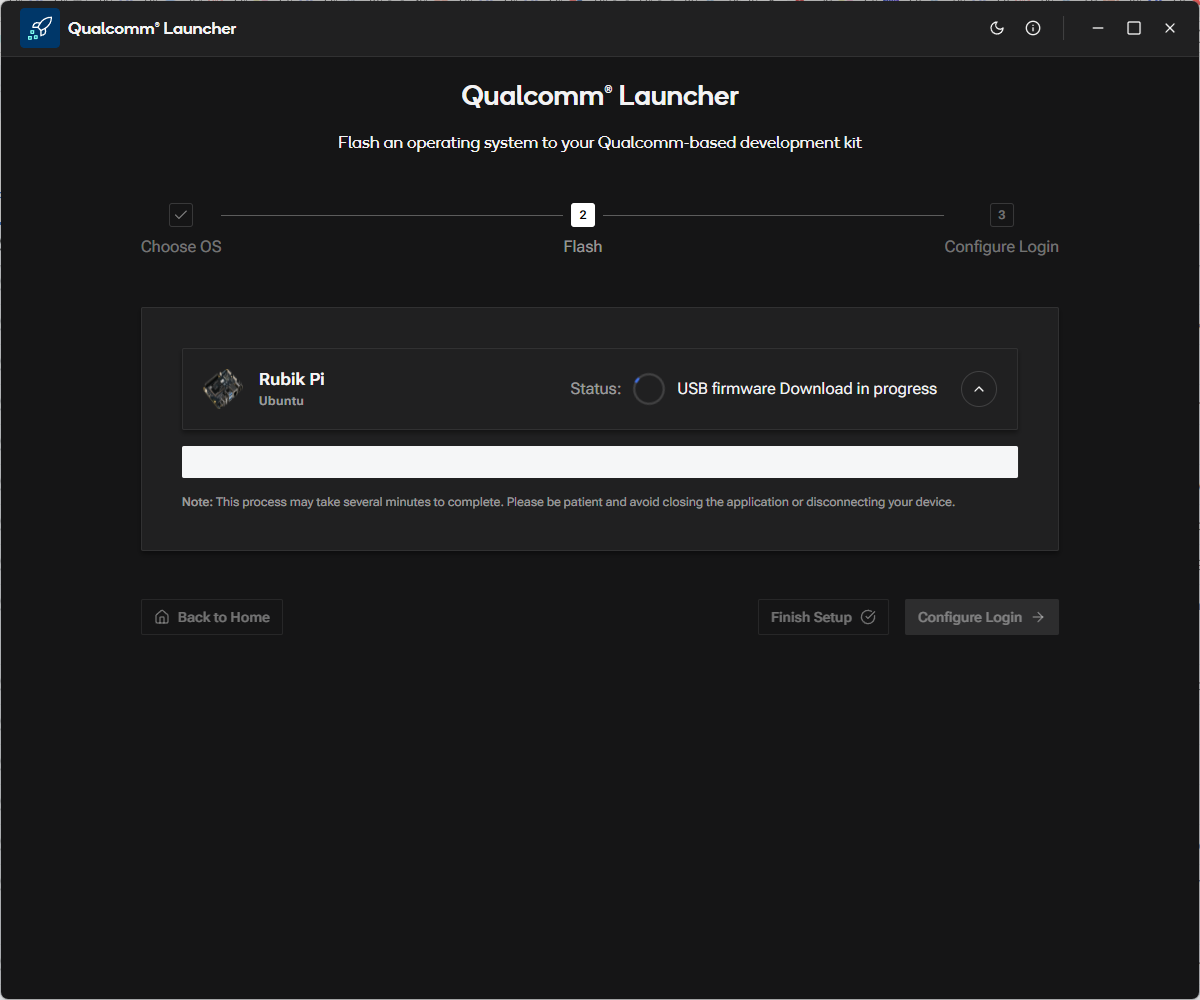 Qualcomm® Launcher
Qualcomm® Launcher
Flash an operating system to your Qualcomm-based development kit
2
3
Choose OS
Flash
Configure Login
Rubik Pi
Ubuntu
Status:
USB firmware Download in progress
Note: This process may take several minutes to complete. Please be patient and avoid closing the application or disconnecting your device.
Back to Home
Finish Setup
Configure Login